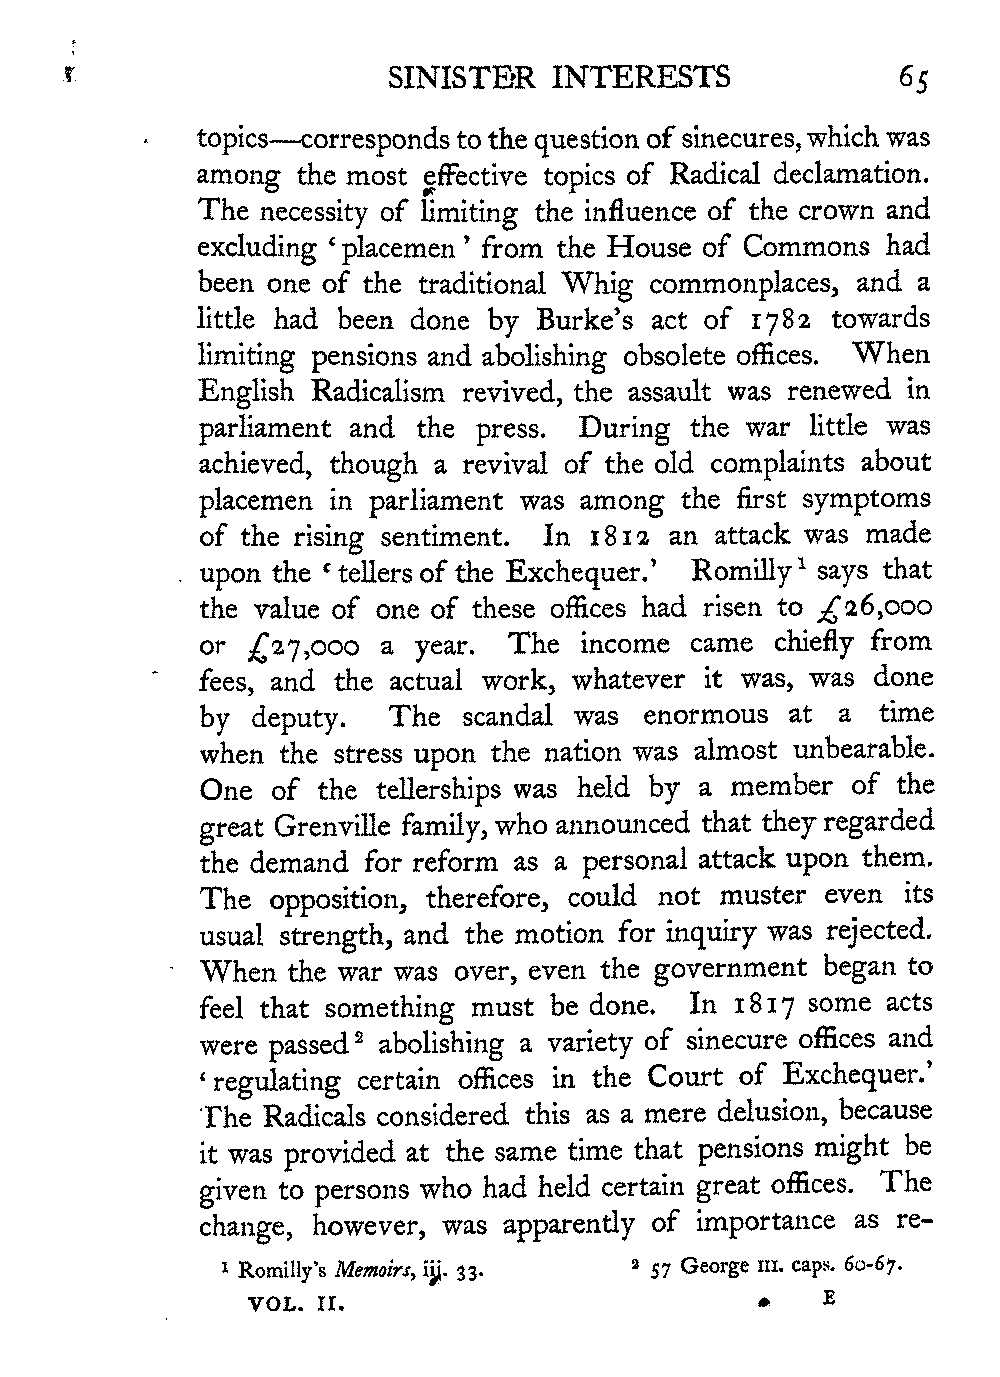 SINISTER INTERESTS 65
topics—corresponds to the question of sinecures, which was
among the most effective topics of Radical declamation.
The necessity of limiting the influence of the crown and
excluding ‘placemen’ from the House of Commons had
been one of the traditional Whig commonplaces, and a
little had been done by Burke’s act of 1782 towards
limiting pensions and abolishing obsolete offices. When
English Radicalism revived, the assault was renewed in
parliament and the press. During the war little was
achieved, though a revival of the old complaints about
placemen in parliament was among the first symptoms
of the rising sentiment. In 1812 an attack was made
upon the ‘tellers of the Exchequer.’ Romilly¹ says that
the value of one of these offices had risen to £26,000
or £27,000 a year. The income came chiefly from
fees, and the actual work, whatever it was, was done
by deputy. The scandal was enormous at a time
when the stress upon the nation was almost unbearable.
One of the tellerships was held by a member of the
great Grenville family, who announced that they regarded
the demand for reform as a personal attack upon them.
The opposition, therefore, could not muster even its
usual strength, and the motion for inquiry was rejected.
When the war was over, even the government began to
feel that something must be done. In 1817 some acts
were passed² abolishing a variety of sinecure offices and
‘regulating certain offices in the Court of Exchequer.’
The Radicals considered this as a mere delusion, because
it was provided at the same time that pensions might be
given to persons who had held certain great offices. The
change, however, was apparently of importance as re-
¹ Romilly’s Memoirs, iij. 33. ² 57 George III. caps. 60-67.
VOL. II. E